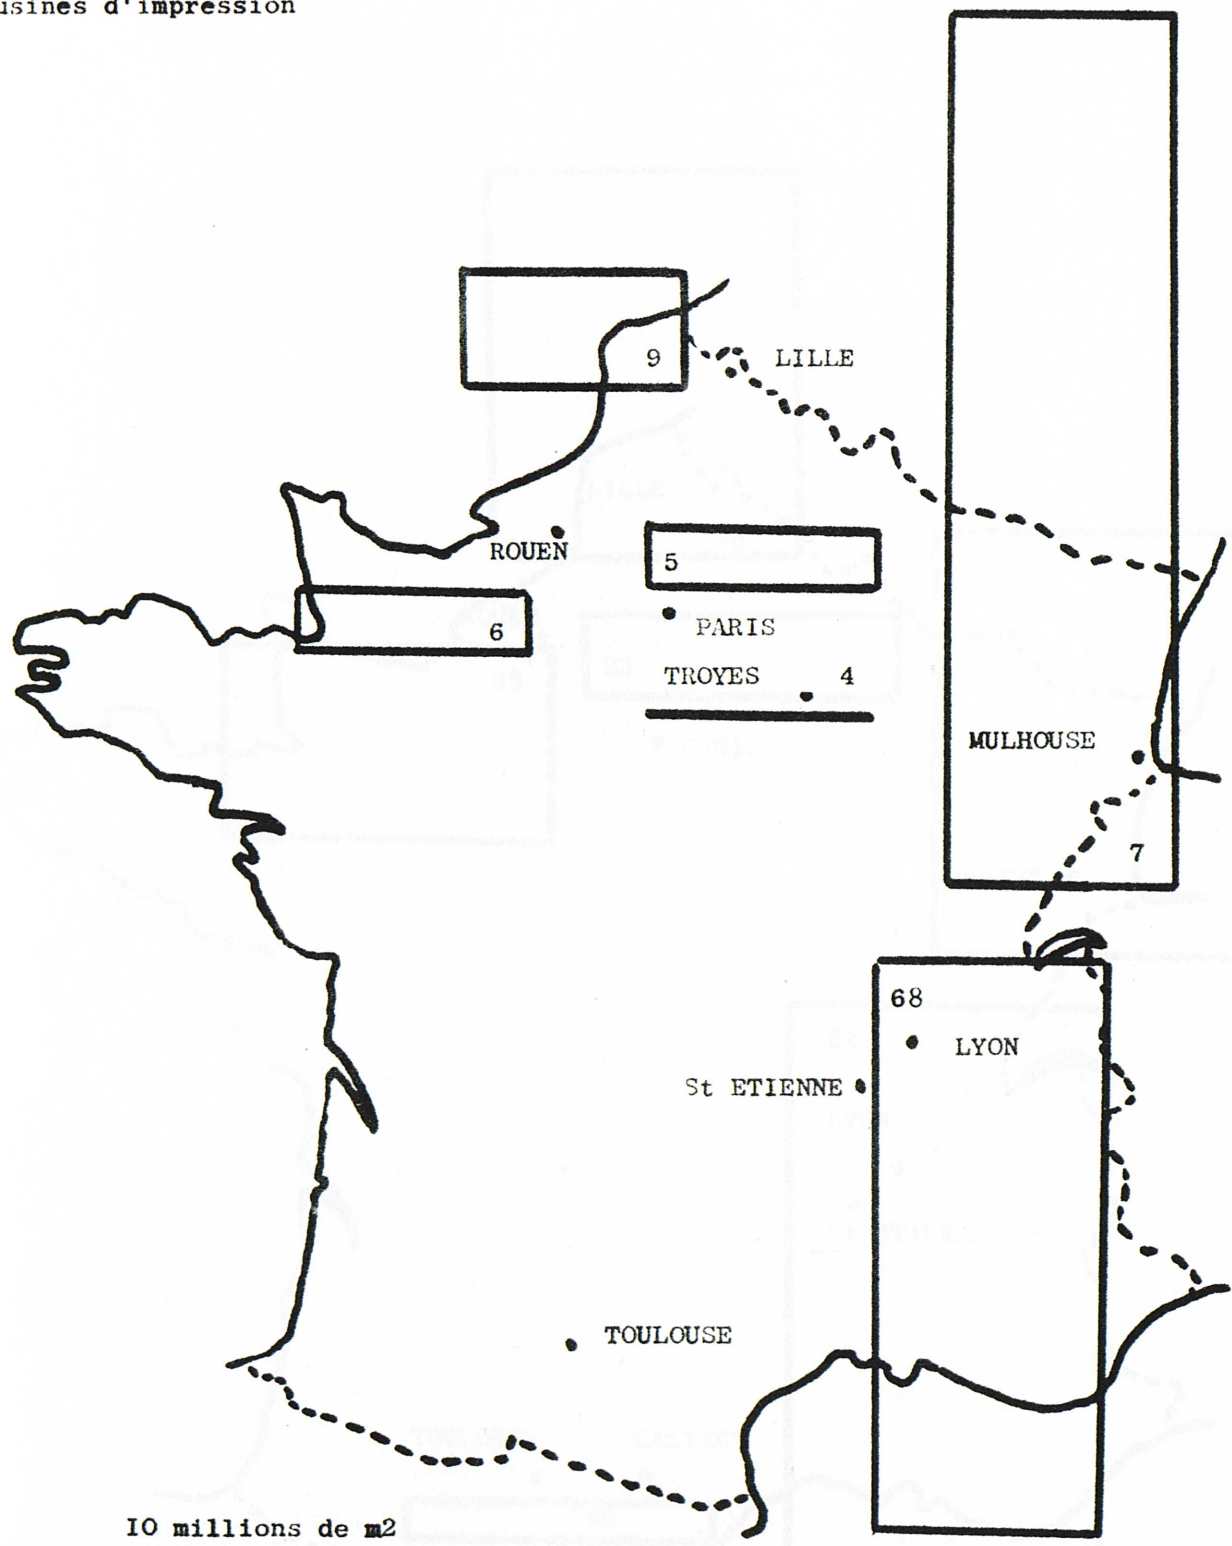 usines d'impression
9
LILLE
ROUEN
5
6
PARIS
TROYES 4
MULHOUSE
7
68
LYON
St ETIENNE
TOULOUSE
IO millions de m2